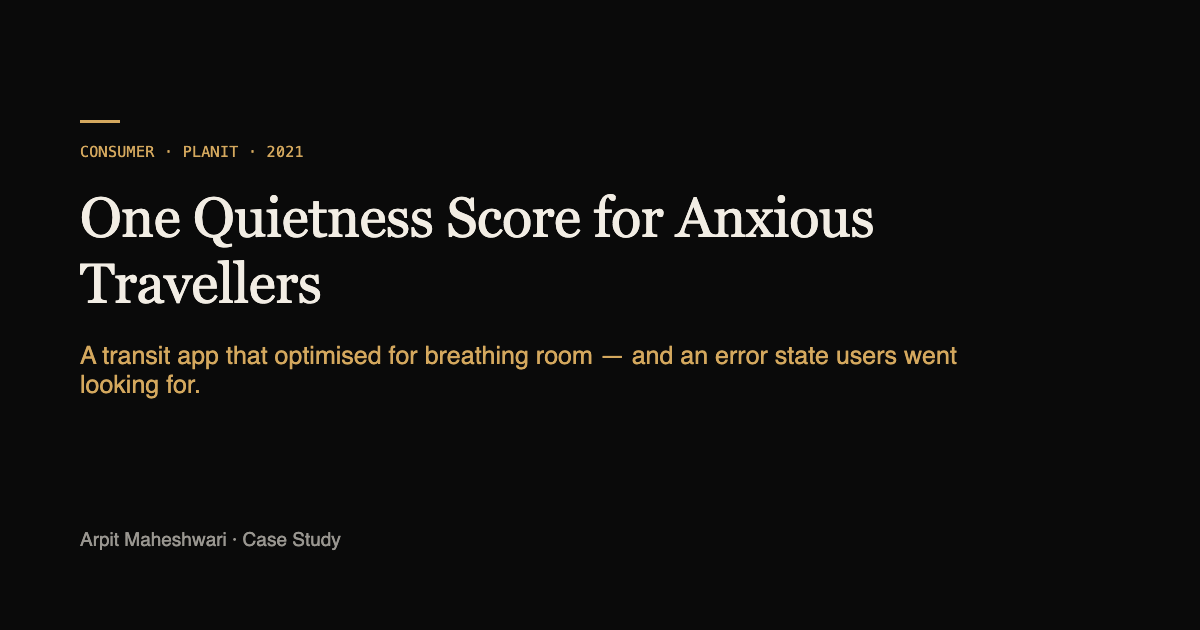 CONSUMER · PLANIT · 2021
One Quietness Score for Anxious
Travellers
A transit app that optimised for breathing room — and an error state users went
looking for.
Arpit Maheshwari · Case Study